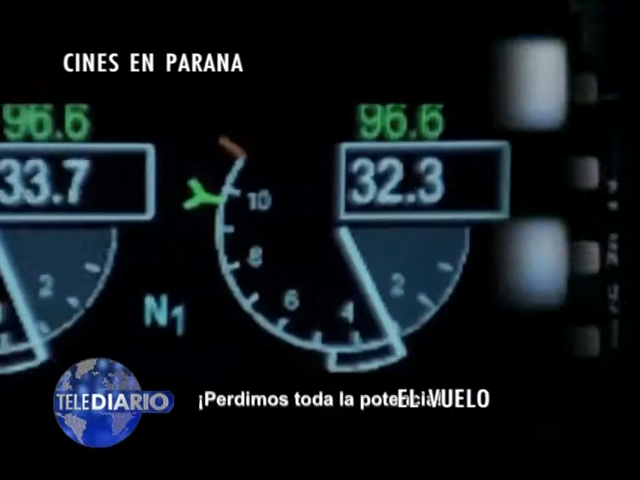 CINES EN PARANA
96.6 96.6
33.7 32.3
10
8
6
4
2
2
N1
TELEDIARIO
¡Perdimos toda la potencia!
EL VUELO